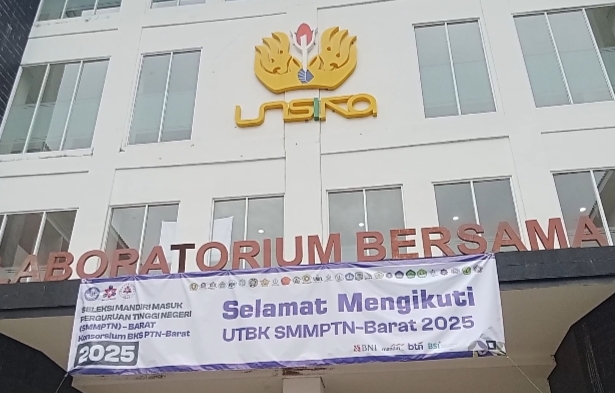 UNSIKA
LABORATORIUM BERSAMA
SELEKSI MANDIRI MASUK
PERGURUAN TINGGI NEGERI
(SMMPTN) - BARAT
Konsorsium BKS PTN-Barat
2025
Selamat Mengikuti
UTBK SMMPTN-Barat 2025
BNI
btn
BSI